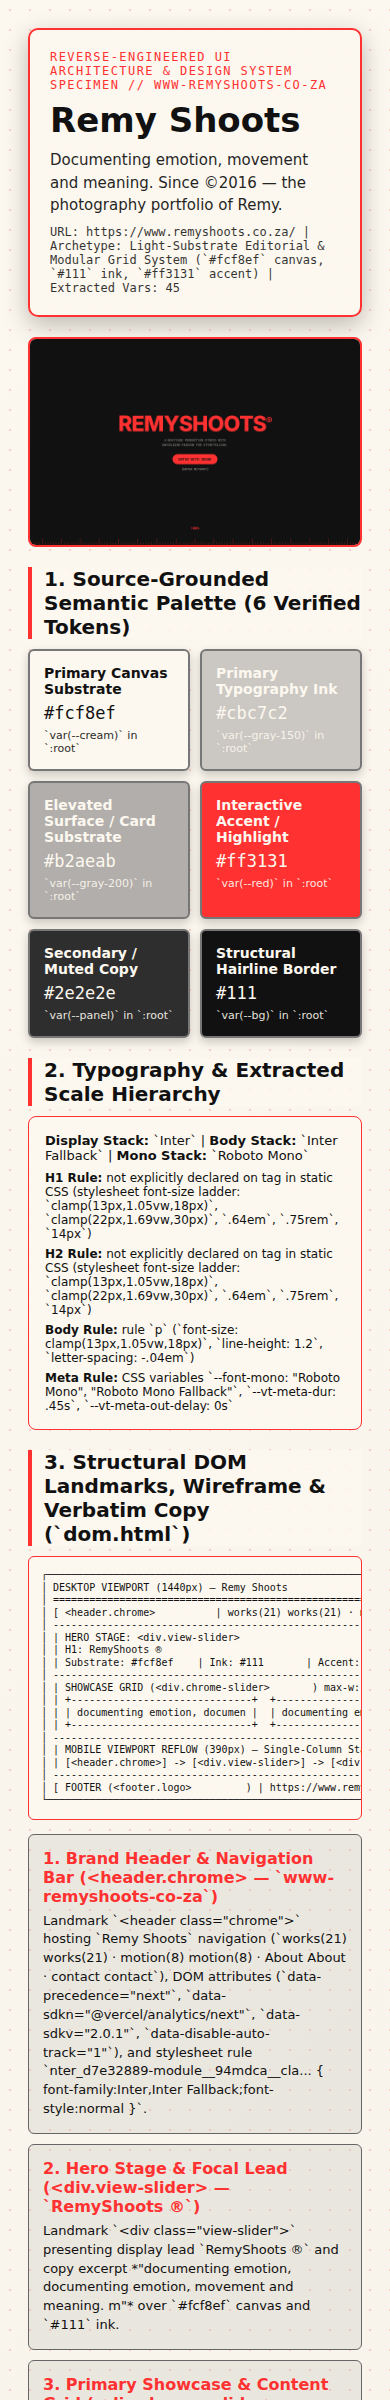 REVERSE-ENGINEERED UI
ARCHITECTURE & DESIGN SYSTEM
SPECIMEN // WWW-REMYSHOOTS-CO-ZA
Remy Shoots
Documenting emotion, movement
and meaning. Since ©2016 — the
photography portfolio of Remy.
URL: https://www.remyshoots.co.za/ |
Archetype: Light-Substrate Editorial &
Modular Grid System (`#fcf8ef` canvas,
`#111` ink, `#ff3131` accent) |
Extracted Vars: 45
REMYSHOOTS®
1. Source-Grounded
Semantic Palette (6 Verified
Tokens)
Primary Canvas
Substrate
#fcf8ef
`var(--cream)` in
`:root`
Primary
Typography Ink
#cbc7c2
`var(--gray-150)` in
`:root`
Elevated
Surface / Card
Substrate
#b2aeab
`var(--gray-200)` in
`:root`
Interactive
Accent /
Highlight
#ff3131
`var(--red)` in `:root`
Secondary /
Muted Copy
#2e2e2e
`var(--panel)` in `:root`
Structural
Hairline Border
#111
`var(--bg)` in `:root`
2. Typography & Extracted
Scale Hierarchy
Display Stack: `Inter` | Body Stack: `Inter
Fallback` | Mono Stack: `Roboto Mono`
H1 Rule: not explicitly declared on tag in static
CSS (stylesheet font-size ladder:
`clamp(13px,1.05vw,18px)`,
`clamp(22px,1.69vw,30px)`, `.64em`, `.75rem`,
`14px`)
H2 Rule: not explicitly declared on tag in static
CSS (stylesheet font-size ladder:
`clamp(13px,1.05vw,18px)`,
`clamp(22px,1.69vw,30px)`, `.64em`, `.75rem`,
`14px`)
Body Rule: rule `p` (`font-size:
clamp(13px,1.05vw,18px)`, `line-height: 1.2`,
`letter-spacing: -.04em`)
Meta Rule: CSS variables `--font-mono: "Roboto
Mono", "Roboto Mono Fallback"`, `--vt-meta-dur:
.45s`, `--vt-meta-out-delay: 0s`
3. Structural DOM
Landmarks, Wireframe &
Verbatim Copy
(`dom.html`)
DESKTOP VIEWPORT (1440px) — Remy Shoots
[ <header.chrome> | works(21) works(21) ·
| HERO STAGE: <div.view-slider>
| H1: RemyShoots ®
| Substrate: #fcf8ef | Ink: #111 | Accent:
| SHOWCASE GRID (<div.chrome-slider> ) max-w:
| | documenting emotion, documen | | documenting
| MOBILE VIEWPORT REFLOW (390px) — Single-Column
| [<header.chrome>] -> [<div.view-slider>] -> [<div
[ FOOTER (<footer.logo> ) | https://www.rem
1. Brand Header & Navigation
Bar (<header.chrome> — `www-
remyshoots-co-za`)
Landmark `<header class="chrome">`
hosting `Remy Shoots` navigation (`works(21)
works(21) · motion(8) motion(8) · About About
· contact contact`), DOM attributes (`data-
precedence="next"`, `data-
sdkn="@vercel/analytics/next"`, `data-
sdkv="2.0.1"`, `data-disable-auto-
track="1"`), and stylesheet rule
`nter_d7e32889-module__94mdca__cla... {
font-family:Inter,Inter Fallback;font-
style:normal }`.
2. Hero Stage & Focal Lead
(<div.view-slider> —
`RemyShoots ®`)
Landmark `<div class="view-slider">`
presenting display lead `RemyShoots ®` and
copy excerpt *"documenting emotion,
documenting emotion, movement and
meaning. m"* over `#fcf8ef` canvas and
`#111` ink.
3. Primary Showcase & Content